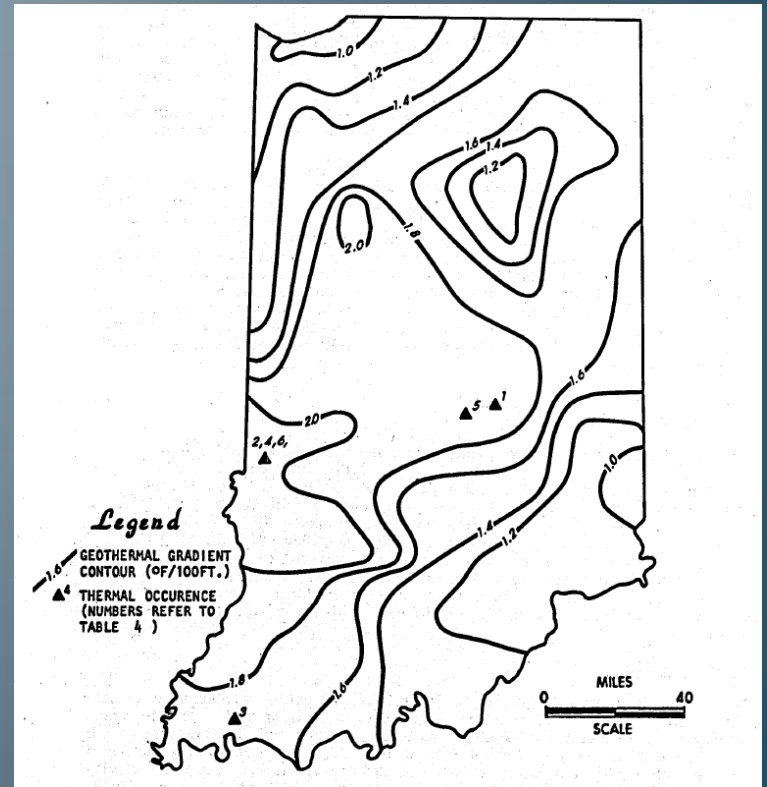 1.0
1.2
1.4
1.6
1.4
1.2
1.8
2.0
1.6
5
1
2.0
2,4,6,
1.0
1.4
1.2
Legend
1.6
GEOTHERMAL GRADIENT
CONTOUR (OF/100FT.)
4
THERMAL OCCURENCE
(NUMBERS REFER TO
TABLE 4 )
1.8
1.6
3
MILES
0 40
SCALE